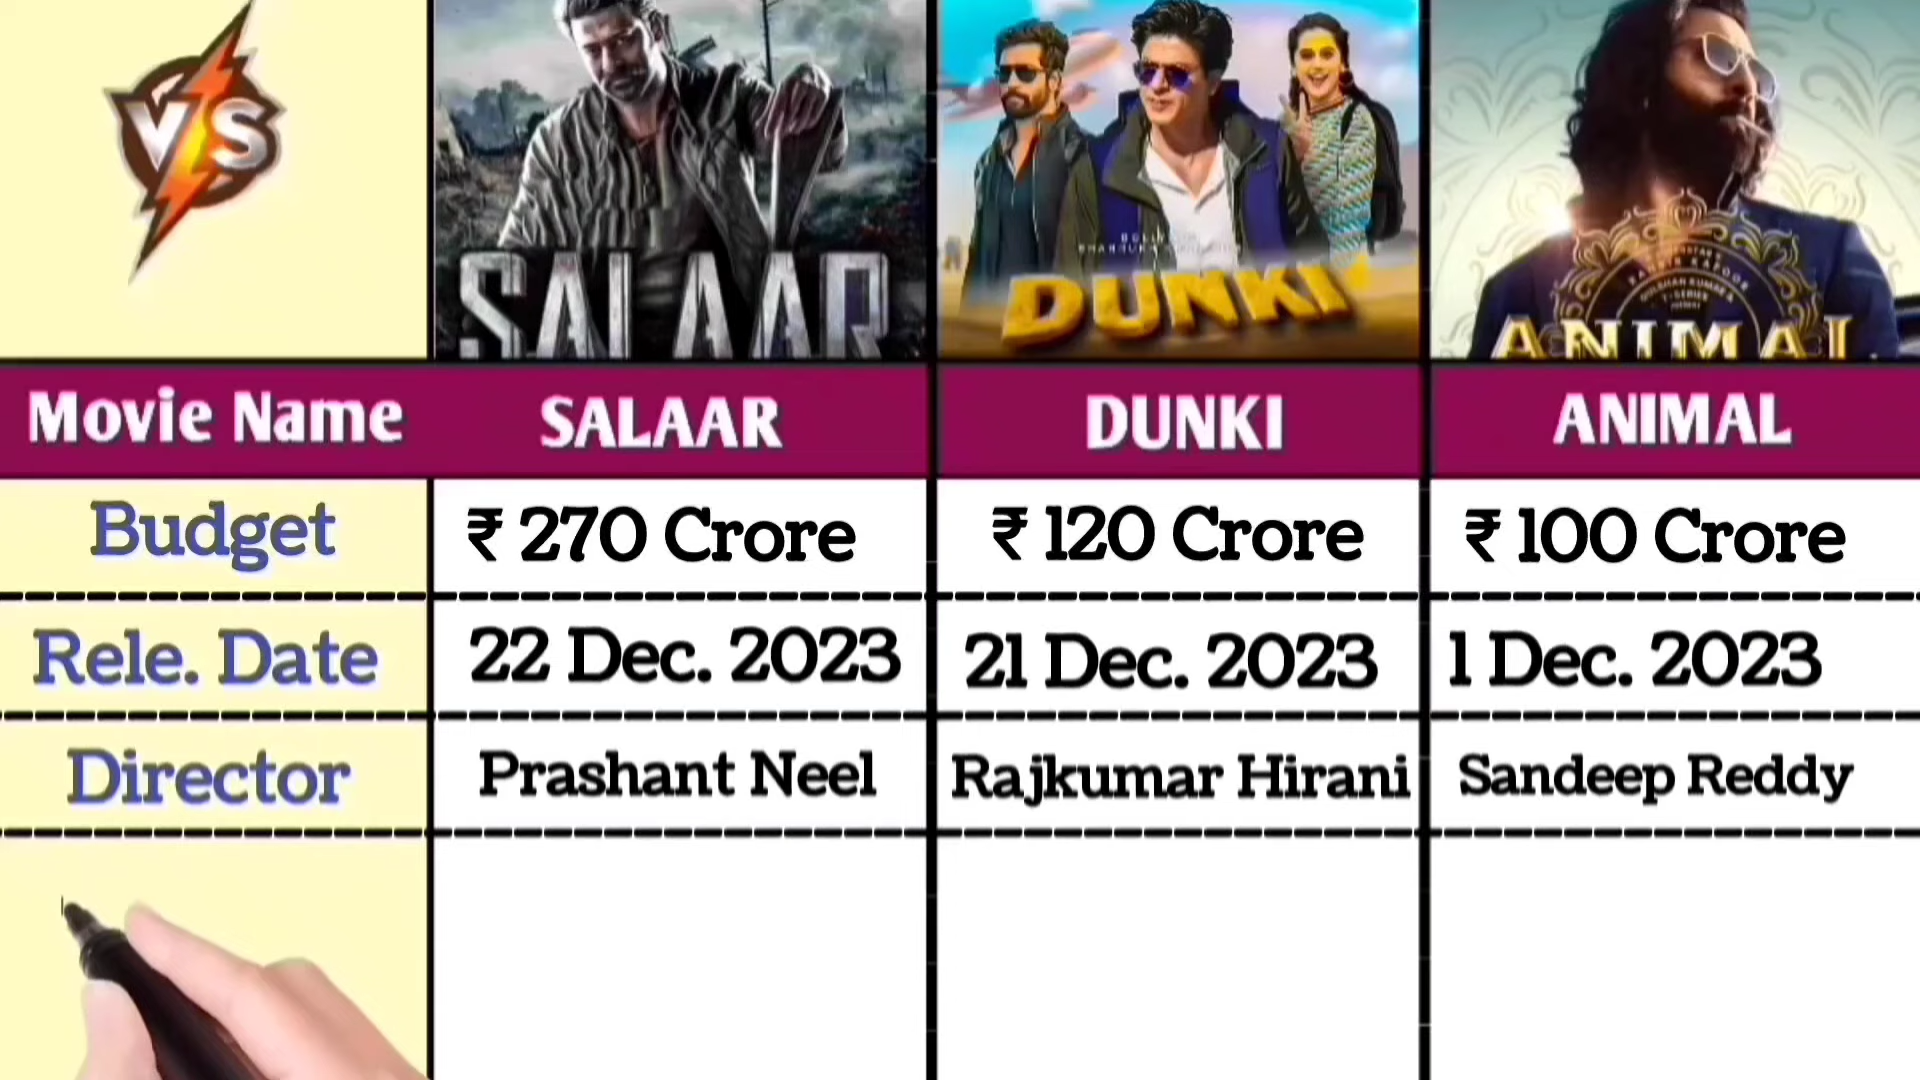 VS
SALAAR
DUNKI
ANIMAL
Movie Name SALAAR DUNKI ANIMAL
Budget ₹ 270 Crore ₹ 120 Crore ₹ 100 Crore
Rele. Date 22 Dec. 2023 21 Dec. 2023 1 Dec. 2023
Director Prashant Neel Rajkumar Hirani Sandeep Reddy